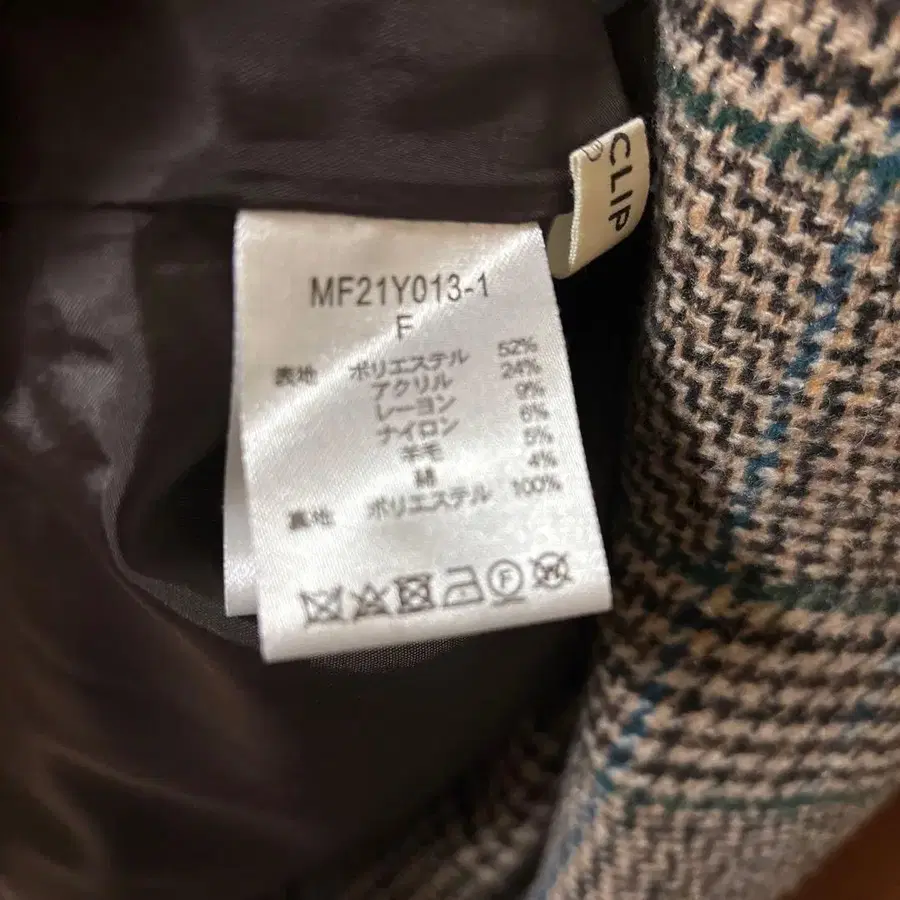 CLIP
MF21Y013-1
F
表地 ポリエステル 52%
アクリル 24%
レーヨン 9%
ナイロン 6%
羊毛 5%
綿 4%
裏地 ポリエステル 100%
F